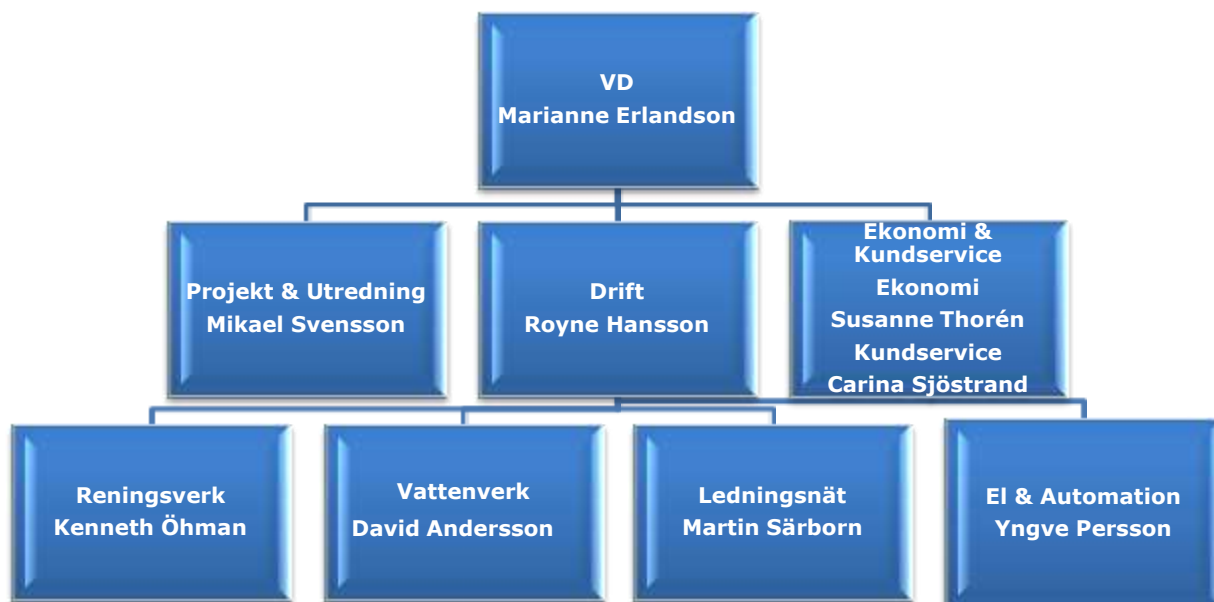 VD
Marianne Erlandson
Projekt & Utredning
Mikael Svensson
Drift
Royne Hansson
Ekonomi &
Kundservice
Ekonomi
Susanne Thorén
Kundservice
Carina Sjöstrand
Reningsverk
Kenneth Öhman
Vattenverk
David Andersson
Ledningsnät
Martin Särborn
El & Automation
Yngve Persson